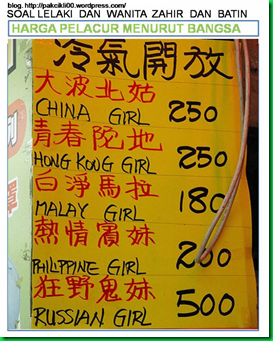 blog. http://pakcikli00.wordpress.com/
SOAL LELAKI DAN WANITA ZAHIR DAN BATIN
HARGA PELACUR MENURUT BANGSA
冷氣開放
大波北姑
CHINA GIRL 250
青春陀地
HONG KOUG GIRL 250
白淨馬拉
MALAY GIRL 180
熱情賓妹
PHILIPPINE GIRL 200
狂野鬼妹
RUSSIAN GIRL 500